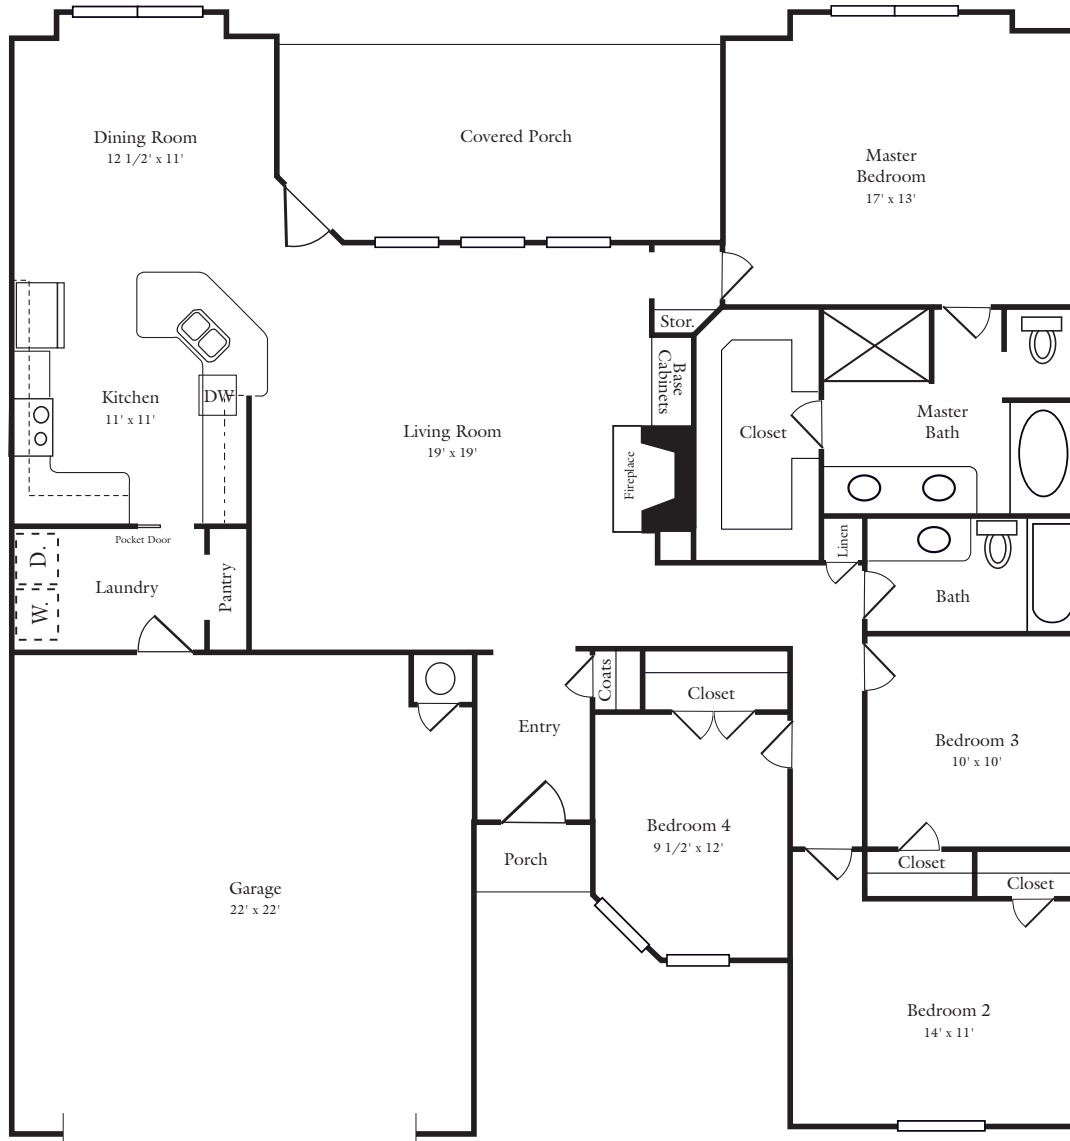 Dining Room
12 1/2' x 11'
Covered Porch
Master
Bedroom
17' x 13'
Stor.
Base
Cabinets
Kitchen
11' x 11'
DW
Living Room
19' x 19'
Fireplace
Closet
Master
Bath
Pocket Door
D.
W.
Laundry
Pantry
Linen
Bath
Coats
Closet
Entry
Bedroom 3
10' x 10'
Bedroom 4
9 1/2' x 12'
Porch
Closet
Closet
Garage
22' x 22'
Bedroom 2
14' x 11'